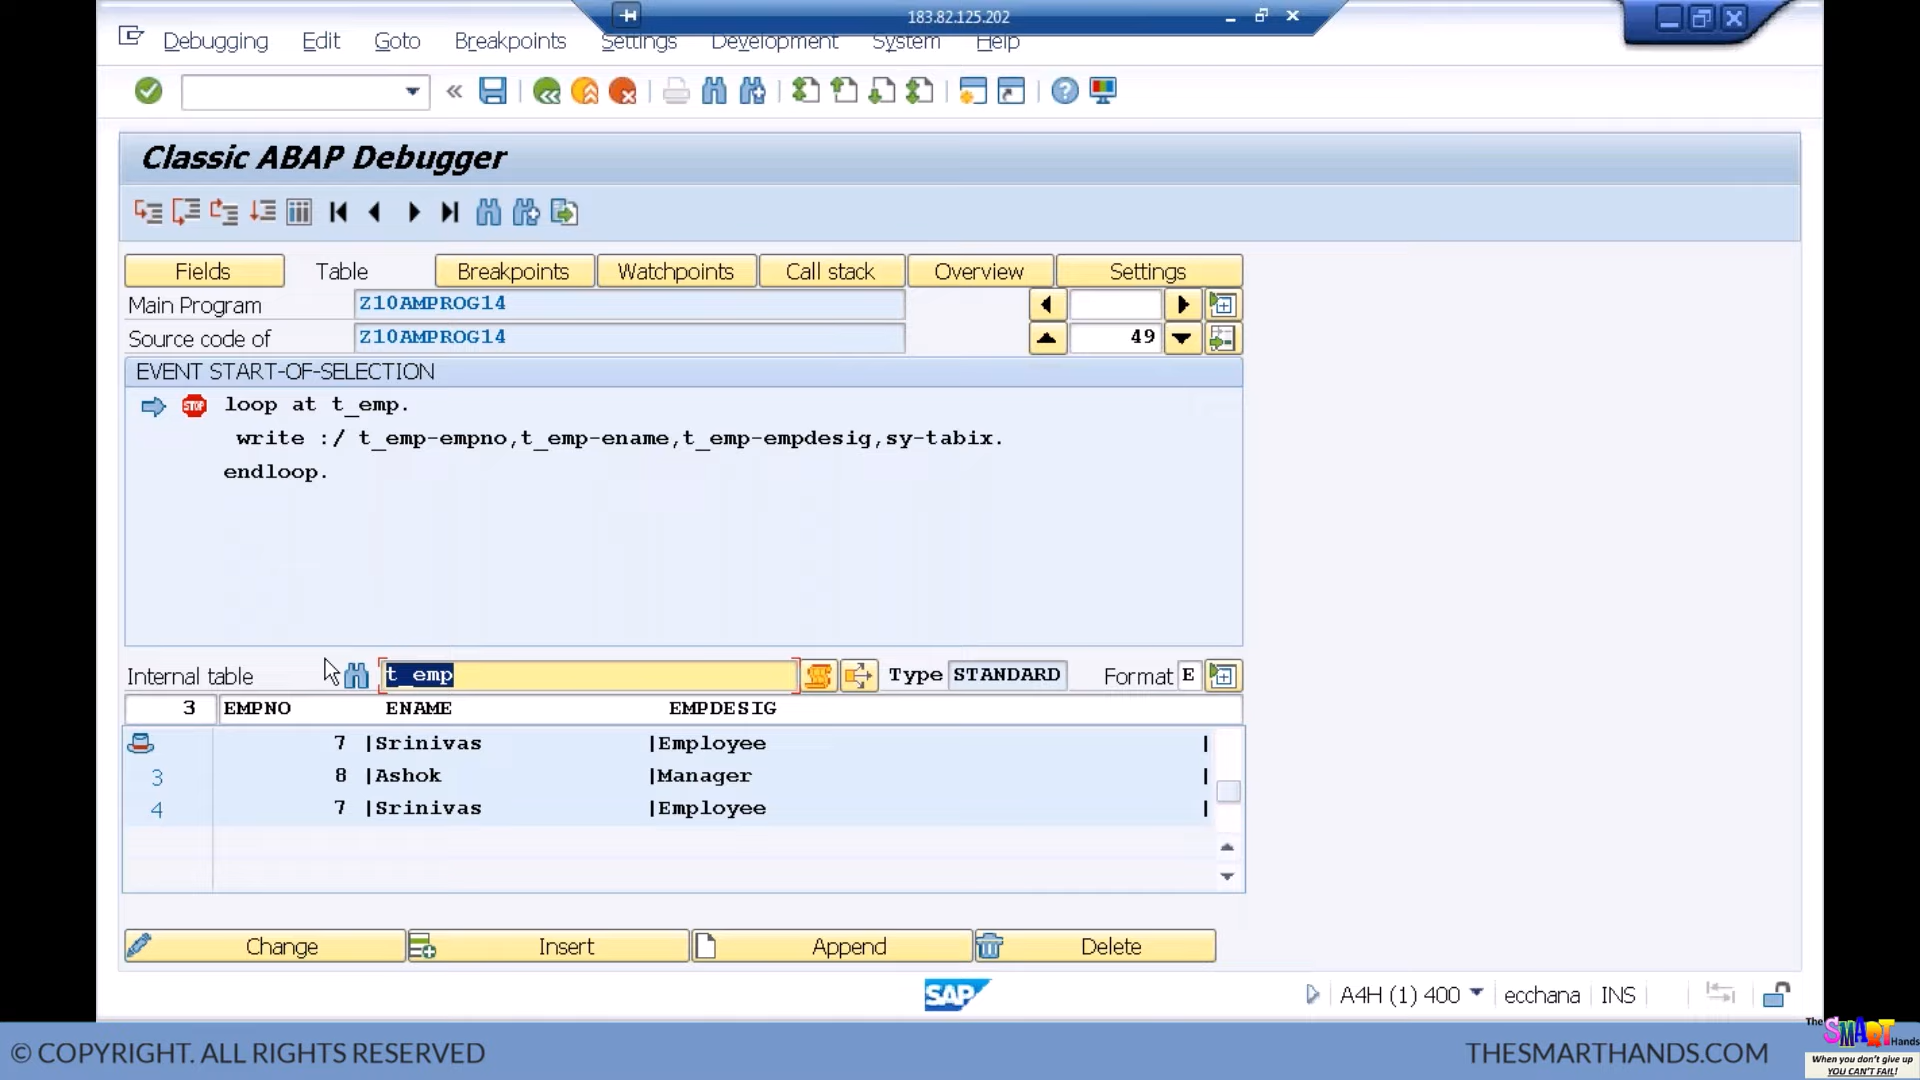 183.82.125.202
Debugging Edit Goto Breakpoints Settings Development System Help
Classic ABAP Debugger
Fields Table Breakpoints Watchpoints Call stack Overview Settings
Main Program Z10AMPROG14
Source code of Z10AMPROG14 49
EVENT START-OF-SELECTION
STOP loop at t_emp.
write :/ t_emp-empno,t_emp-ename,t_emp-empdesig,sy-tabix.
endloop.
Internal table t_emp Type STANDARD Format E
3 EMPNO ENAME EMPDESIG
7 |Srinivas |Employee |
3 8 |Ashok |Manager |
4 7 |Srinivas |Employee |
Change Insert Append Delete
SAP A4H (1) 400 ecchana INS
© COPYRIGHT. ALL RIGHTS RESERVED THESMARTHANDS.COM
The SMART Hands
When you don't give up
YOU CAN'T FAIL!